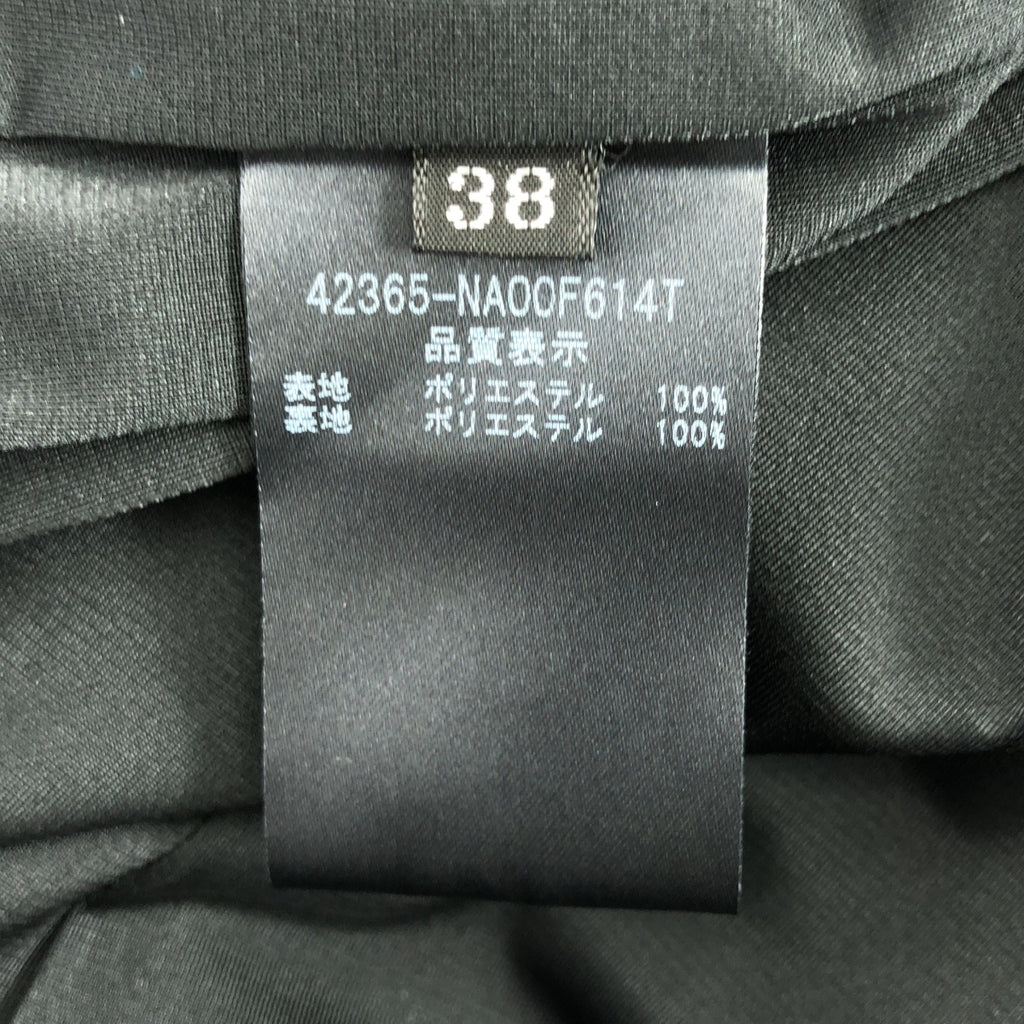 38
42365-NA00F614T
品質表示
表地 ポリエステル 100%
裏地 ポリエステル 100%